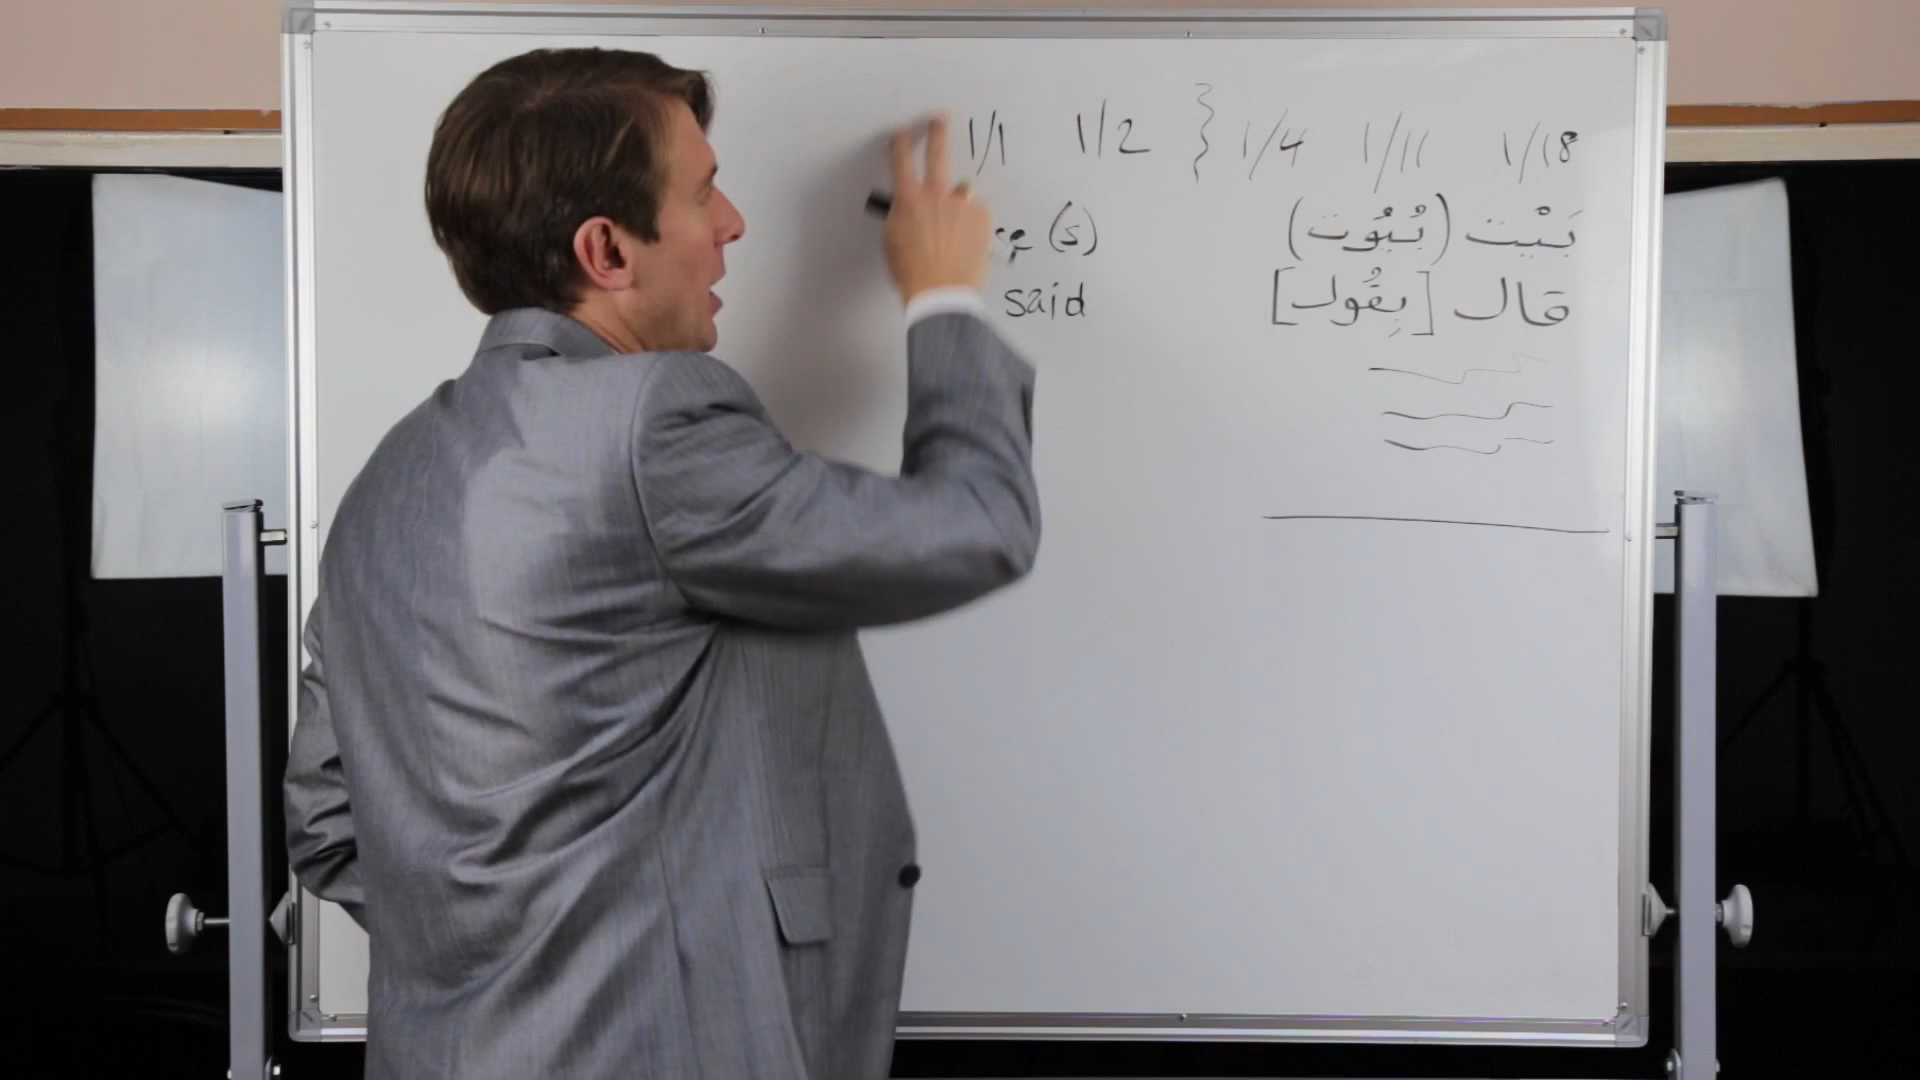 1/1 1/2 } 1/4 1/11 1/18
(s) بَيْت (بُيُوت)
said قال [يِقُول]